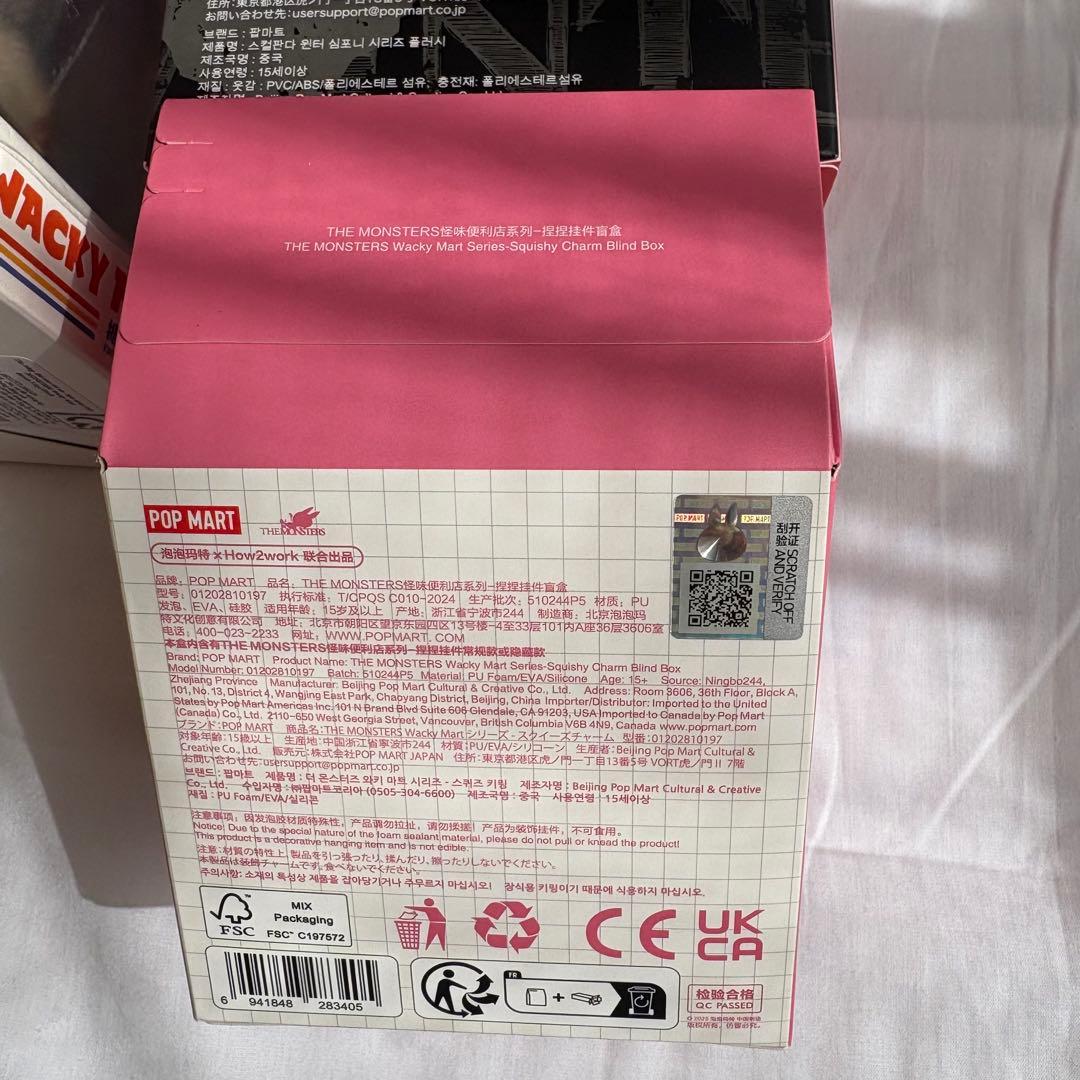 お問い合わせ先:usersupport@popmart.co.jp
브랜드 : 팝마트
제품명 : 스컬판다 윈터 심포니 시리즈 플러시
제조국명 : 중국
사용연령 : 15세이상
재질 : 옷감 : PVC/ABS/폴리에스테르 섬유, 충전재: 폴리에스테르섬유
WACKY
THE MONSTERS怪味便利店系列-捏捏挂件盲盒
THE MONSTERS Wacky Mart Series-Squishy Charm Blind Box
POP MART
THE MONSTERS
泡泡玛特×How2work 联合出品
开证 SCRATCH OFF
刮验 AND VERIFY
品牌: POP MART 品名: THE MONSTERS怪味便利店系列-捏捏挂件盲盒
型号: 01202810197 执行标准: T/CPQS C010-2024 生产批次: 510244P5 材质: PU
发泡、EVA、硅胶 适用年龄: 15岁及以上 产地: 浙江省宁波市244 制造商: 北京泡泡玛
特文化创意有限公司 地址: 北京市朝阳区望京东园四区13号楼-4至33层101内A座36层3606室
电话: 400-023-2233 网址: WWW.POPMART.COM
本盒内含有THE MONSTERS怪味便利店系列-捏捏挂件常规款或隐藏款
Brand: POP MART Product Name: THE MONSTERS Wacky Mart Series-Squishy Charm Blind Box
Model Number: 01202810197 Batch: 510244P5 Material: PU Foam/EVA/Silicone Age: 15+ Source: Ningbo244,
Zhejiang Province Manufacturer: Beijing Pop Mart Cultural & Creative Co., Ltd. Address: Room 3606, 36th Floor, Block A,
101, No. 13, District 4, Wangjing East Park, Chaoyang District, Beijing, China Importer/Distributor: Imported to the United
States by Pop Mart Americas Inc. 101 N Brand Blvd Suite 606 Glendale, CA 91203, USA Imported to Canada by Pop Mart
(Canada) Co., Ltd. 2110-650 West Georgia Street, Vancouver, British Columbia V6B 4N9, Canada www.popmart.com
ブランド:POP MART 商品名:THE MONSTERS Wacky Mart シリーズ - スクイーズチャーム 型番:01202810197
対象年齢:15歳以上 生産地:中国浙江省寧波市244 材質:PU/EVA/シリコーン 生産者:Beijing Pop Mart Cultural &
Creative Co., Ltd. 販売元:株式会社POP MART JAPAN 住所:東京都港区虎ノ門一丁目13番5号 VORT虎ノ門Ⅱ 7階
お問い合わせ先:usersupport@popmart.co.jp
브랜드 : 팝마트 제품명 : 더 몬스터즈 와키 마트 시리즈 - 스퀴즈 키링 제조자명 : Beijing Pop Mart Cultural & Creative
Co., Ltd. 수입자명 : ㈜팝마트코리아 (0505-304-6600) 제조국명 : 중국 사용연령 : 15세이상
재질 : PU Foam/EVA/실리콘
注意事项: 因发泡胶材质特殊性, 产品请勿拉扯, 请勿揉搓! 产品为装饰挂件, 不可食用。
Notice: Due to the special nature of the foam sealant material, please do not pull or knead the product!
This product is a decorative hanging item and is not edible.
注意:材質の特性上、製品を引っ張ったり、揉んだり、擦ったりしないでください。
本製品は装飾チャームです。食べないでください。
주의사항: 소재의 특성상 제품을 잡아당기거나 주무르지 마십시오! 장식용 키링이기 때문에 식용하지 마십시오.
FSC
MIX
Packaging
FSC™ C197572
CE
UK
CA
6 941848 283405
FR
检验合格
QC PASSED
© 2025 泡泡玛特 中国制造
版权所有, 仿冒必究